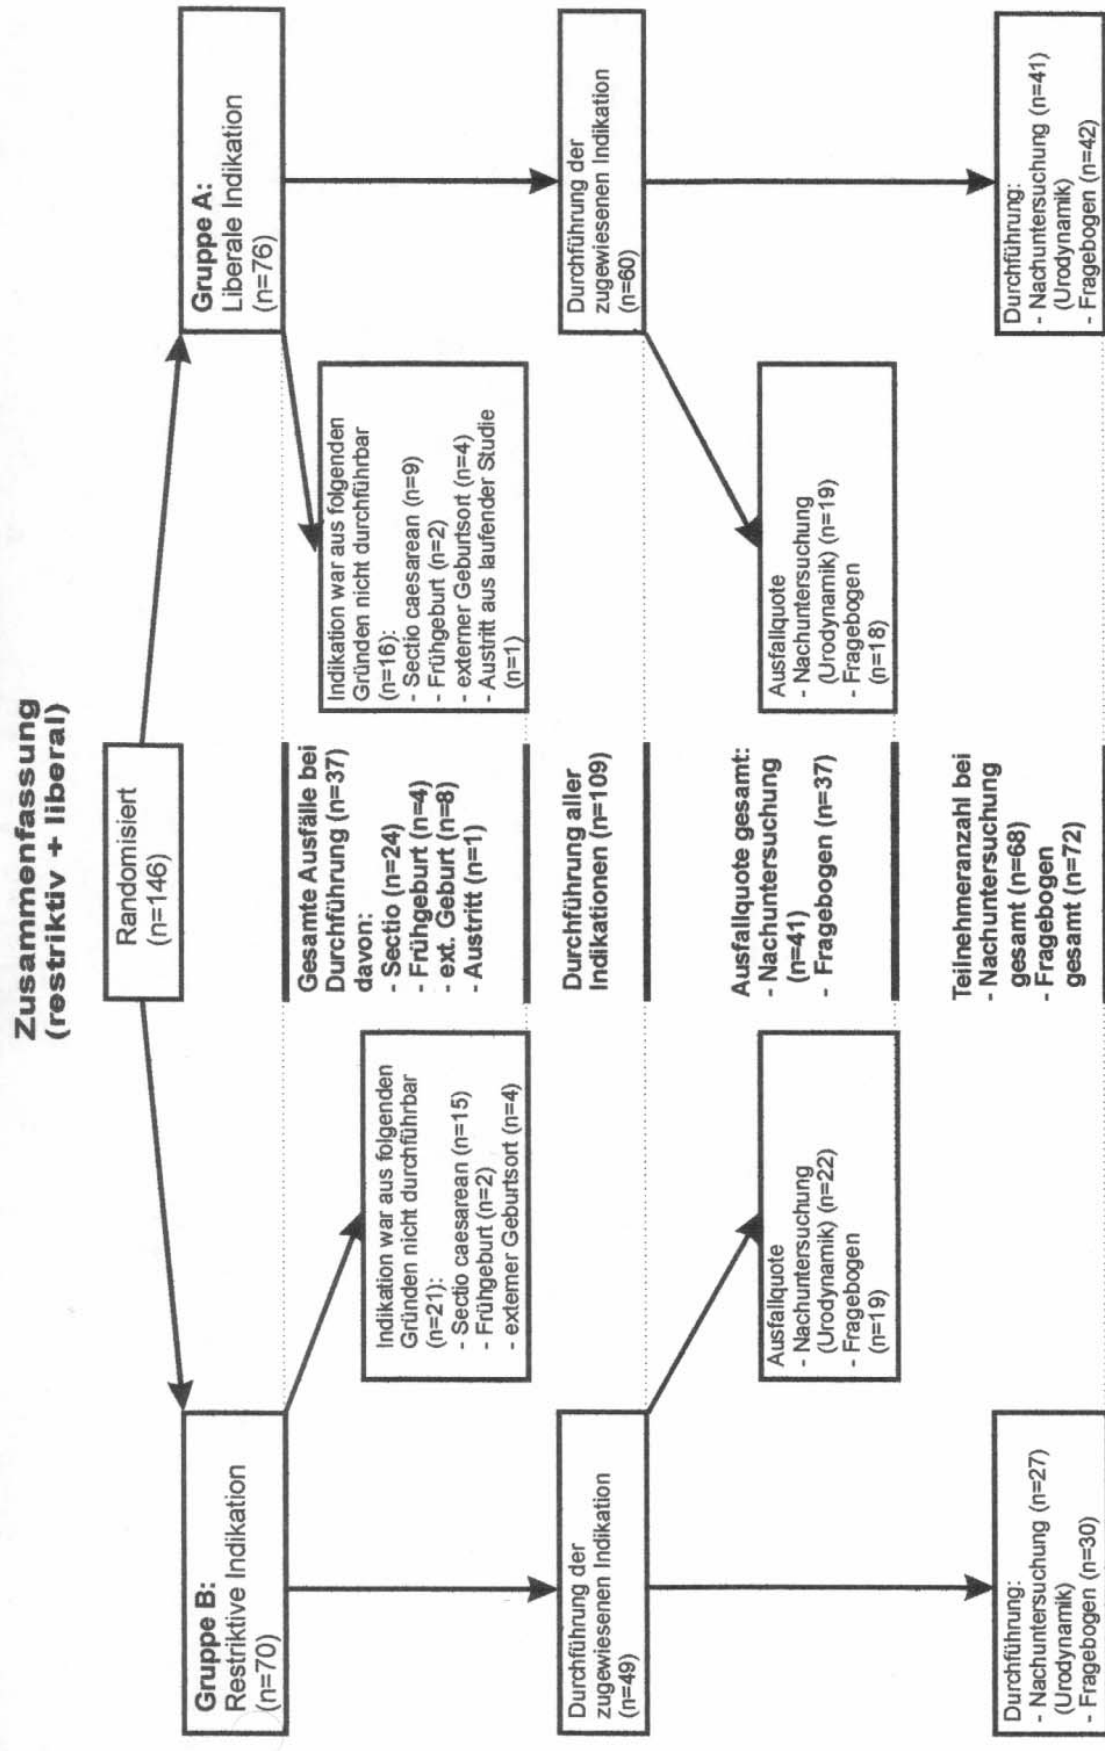 Zusammenfassung
(restriktiv + liberal)
Randomisiert
(n=146)
Gruppe B:
Restriktive Indikation
(n=70)
Gruppe A:
Liberale Indikation
(n=76)
Indikation war aus folgenden
Gründen nicht durchführbar
(n=21):
- Sectio caesarean (n=15)
- Frühgeburt (n=2)
- externer Geburtsort (n=4)
Gesamte Ausfälle bei
Durchführung (n=37)
davon:
- Sectio (n=24)
- Frühgeburt (n=4)
- ext. Geburt (n=8)
- Austritt (n=1)
Indikation war aus folgenden
Gründen nicht durchführbar
(n=16):
- Sectio caesarean (n=9)
- Frühgeburt (n=2)
- externer Geburtsort (n=4)
- Austritt aus laufender Studie
(n=1)
Durchführung der
zugewiesenen Indikation
(n=49)
Durchführung aller
Indikationen (n=109)
Durchführung der
zugewiesenen Indikation
(n=60)
Ausfallquote
- Nachuntersuchung
(Urodynamik) (n=22)
- Fragebogen
(n=19)
Ausfallquote gesamt:
- Nachuntersuchung
(n=41)
- Fragebogen (n=37)
Ausfallquote
- Nachuntersuchung
(Urodynamik) (n=19)
- Fragebogen
(n=18)
Durchführung:
- Nachuntersuchung (n=27)
(Urodynamik)
- Fragebogen (n=30)
Teilnehmeranzahl bei
- Nachuntersuchung
gesamt (n=68)
- Fragebogen
gesamt (n=72)
Durchführung:
- Nachuntersuchung (n=41)
(Urodynamik)
- Fragebogen (n=42)